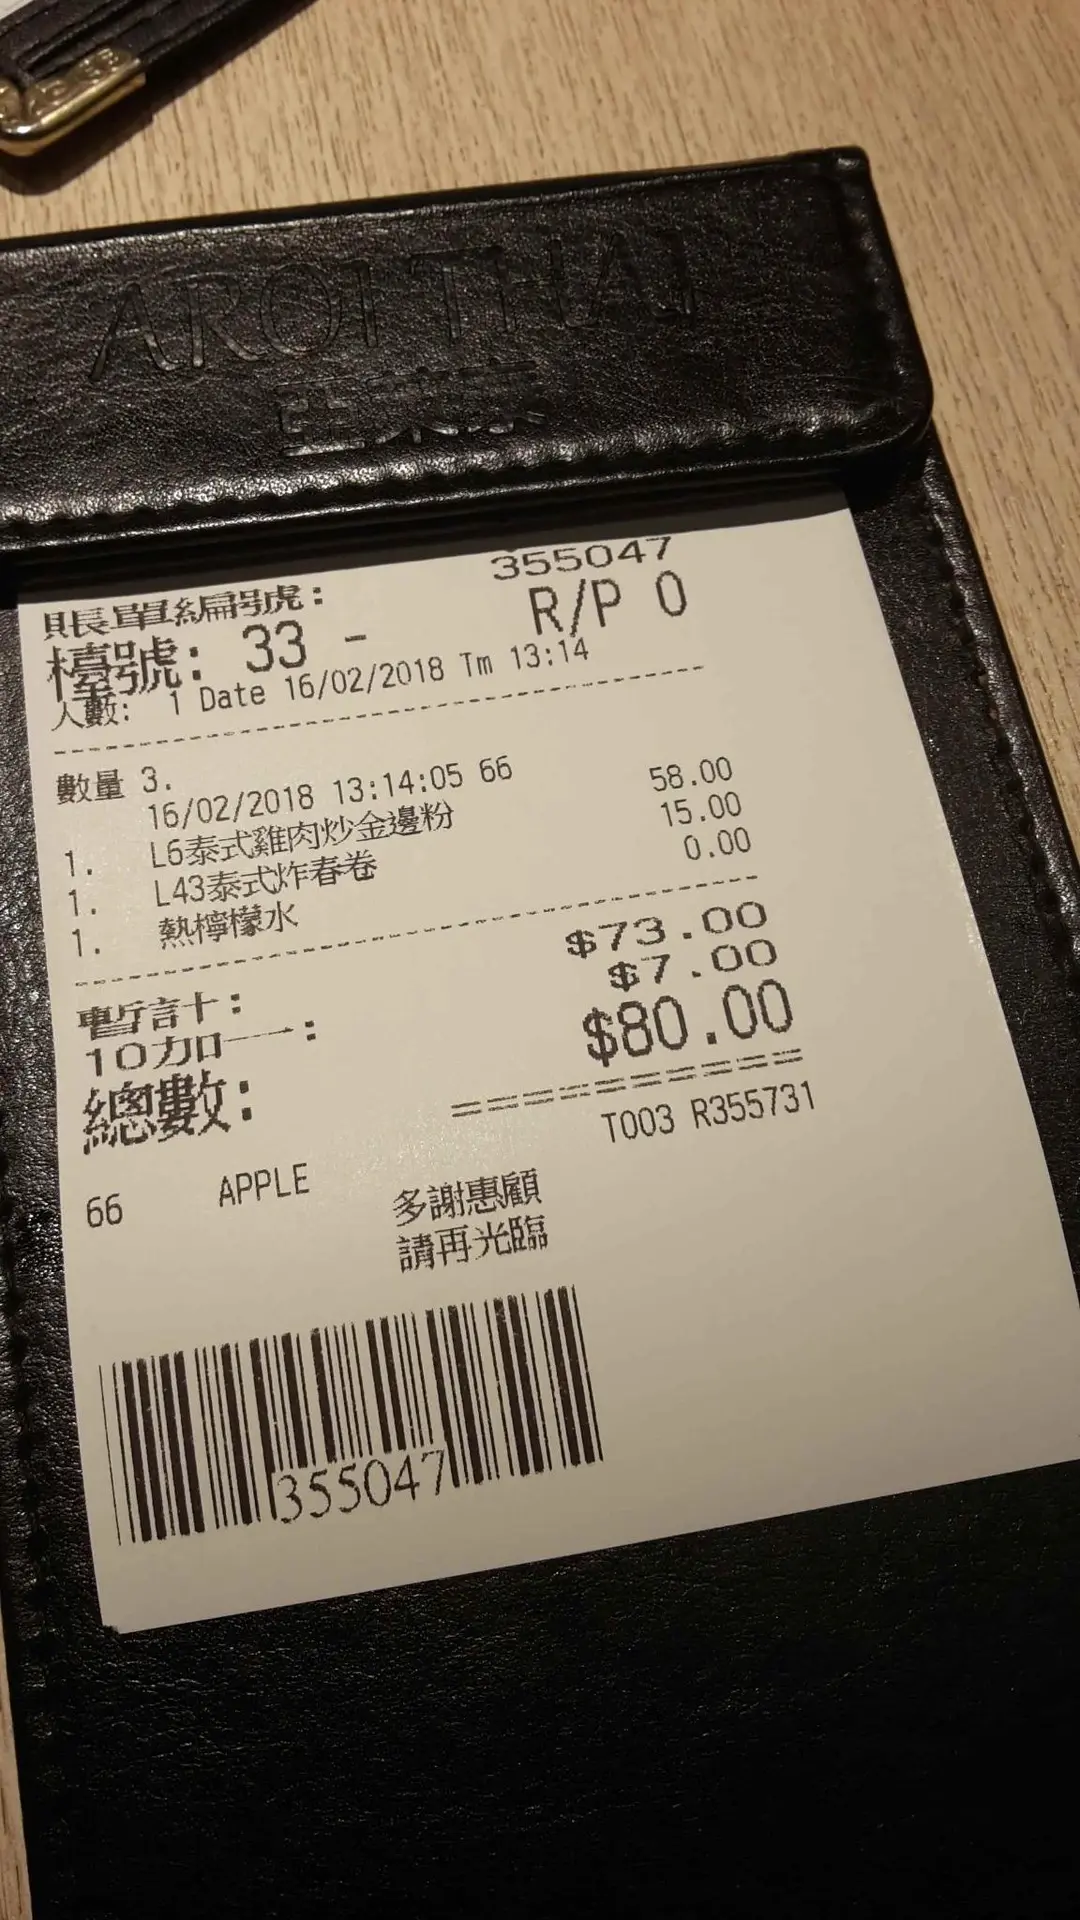 AROI THAI
亞萊泰
賬單編號: 355047
檯號: 33 - R/P 0
人數: 1 Date 16/02/2018 Tm 13:14
數量 3.
16/02/2018 13:14:05 66
1. L6泰式雞肉炒金邊粉 58.00
1. L43泰式炸春卷 15.00
1. 熱檸檬水 0.00
暫計: $73.00
10加一: $7.00
總數: $80.00
==========
T003 R355731
66 APPLE
多謝惠顧
請再光臨
355047